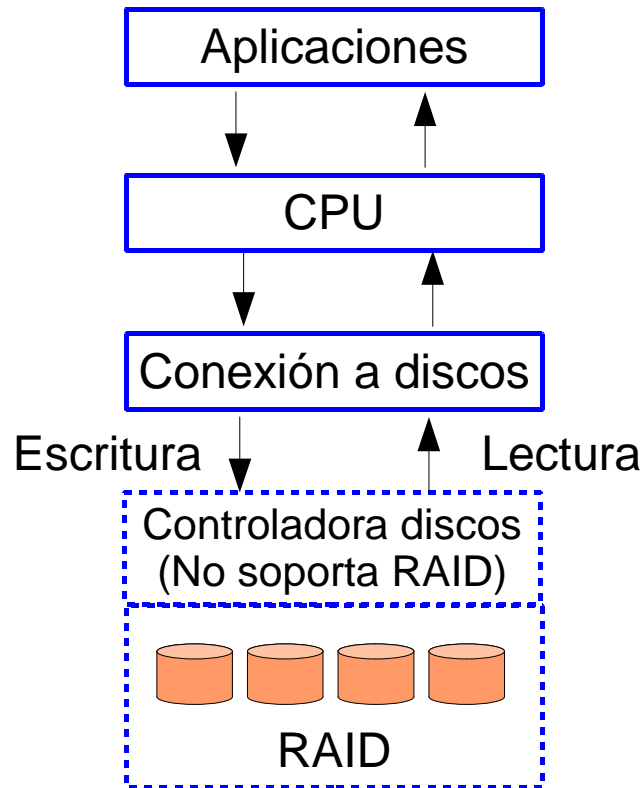 Aplicaciones
CPU
Conexión a discos
Escritura
Lectura
Controladora discos
(No soporta RAID)
RAID